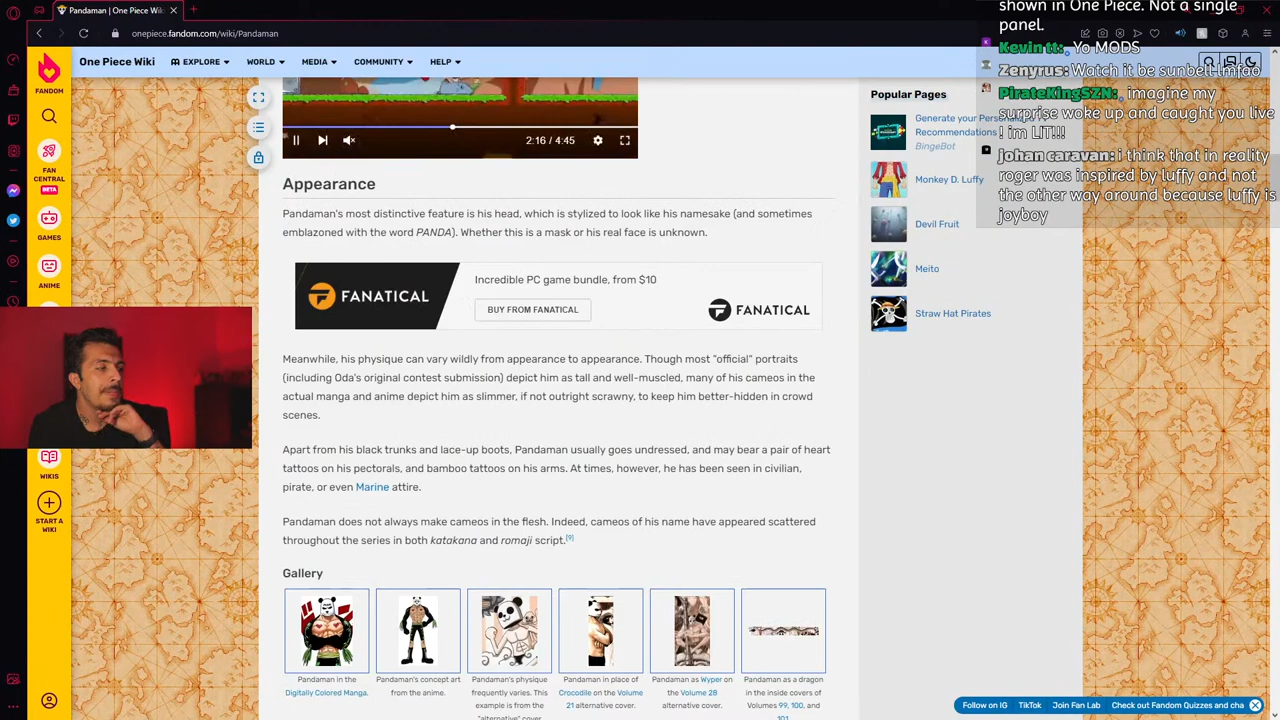 Pandaman | One Piece Wiki
onepiece.fandom.com/wiki/Pandaman
One Piece Wiki
EXPLORE
WORLD
MEDIA
COMMUNITY
HELP
FANDOM
FAN
CENTRAL
BETA
GAMES
ANIME
WIKIS
START A
WIKI
2:16 / 4:45
Appearance
Pandaman's most distinctive feature is his head, which is stylized to look like his namesake (and sometimes
emblazoned with the word PANDA). Whether this is a mask or his real face is unknown.
FANATICAL
Incredible PC game bundle, from $10
BUY FROM FANATICAL
FANATICAL
Meanwhile, his physique can vary wildly from appearance to appearance. Though most "official" portraits
(including Oda's original contest submission) depict him as tall and well-muscled, many of his cameos in the
actual manga and anime depict him as slimmer, if not outright scrawny, to keep him better-hidden in crowd
scenes.
Apart from his black trunks and lace-up boots, Pandaman usually goes undressed, and may bear a pair of heart
tattoos on his pectorals, and bamboo tattoos on his arms. At times, however, he has been seen in civilian,
pirate, or even Marine attire.
Pandaman does not always make cameos in the flesh. Indeed, cameos of his name have appeared scattered
throughout the series in both katakana and romaji script.[9]
Gallery
Pandaman in the
Digitally Colored Manga.
Pandaman's concept art
from the anime.
Pandaman's physique
frequently varies. This
example is from the
"alternative" cover
Pandaman in place of
Crocodile on the Volume
21 alternative cover.
Pandaman as Wyper on
the Volume 28
alternative cover.
Pandaman as a dragon
in the inside covers of
Volumes 99, 100, and
101
Popular Pages
Generate your Personalized
Recommendations
BingeBot
Monkey D. Luffy
Devil Fruit
Meito
Straw Hat Pirates
shown in One Piece. Not a single
panel.
Kevin tt: Yo MODS
Zenyrus: Watch it be sunbell lmfao
PirateKingSZN: imagine my
surprise woke up and caught you live
! im LIT!!!
johan caravan: i think that in reality
roger was inspired by luffy and not
the other way around because luffy is
joyboy
Follow on IG
TikTok
Join Fan Lab
Check out Fandom Quizzes and cha